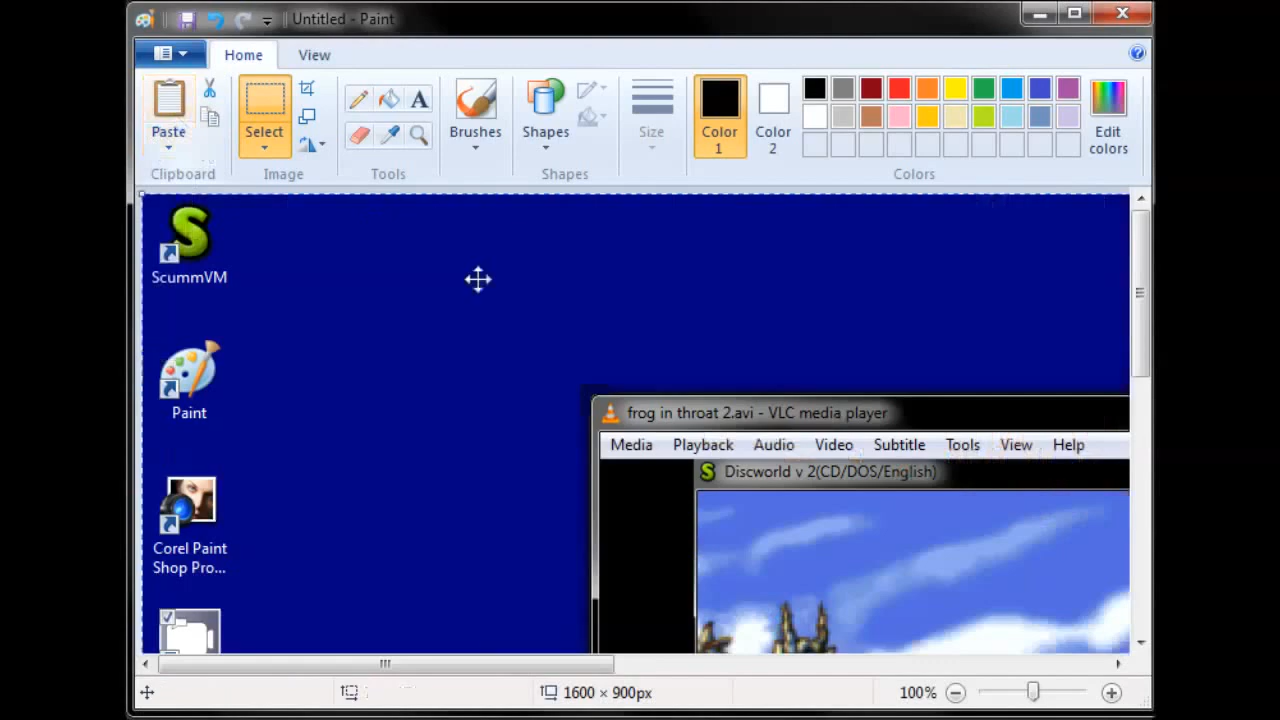 Untitled - Paint
Home View
Paste
Select
Brushes
Shapes
Size
Color 1
Color 2
Edit colors
Clipboard
Image
Tools
Shapes
Colors
ScummVM
Paint
Corel Paint
Shop Pro...
frog in throat 2.avi - VLC media player
Media Playback Audio Video Subtitle Tools View Help
Discworld v 2(CD/DOS/English)
1600 × 900px
100%